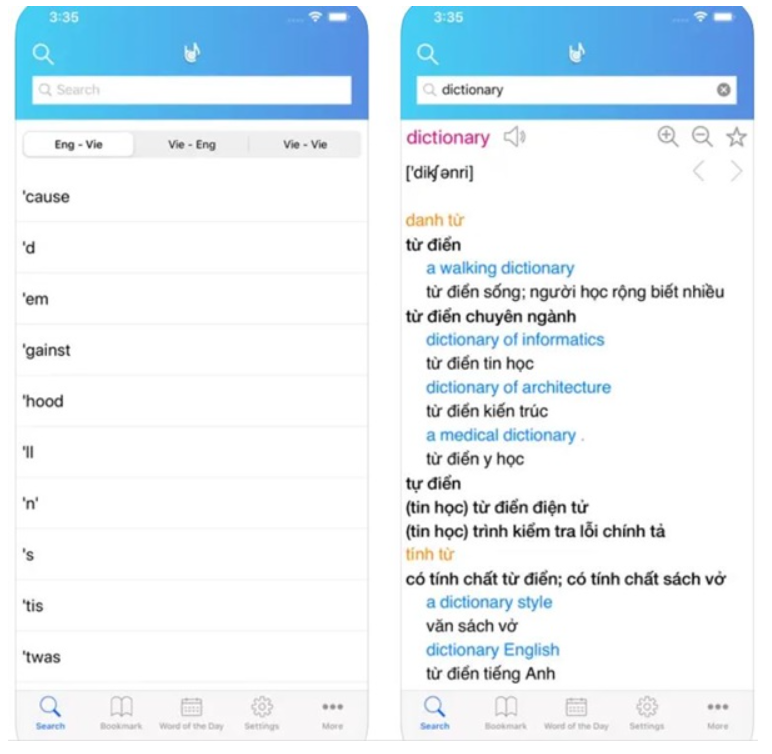 3:35
Search
Eng - Vie
Vie - Eng
Vie - Vie
'cause
'd
'em
'gainst
'hood
'll
'n'
's
'tis
'twas
Search
Bookmark
Word of the Day
Settings
More
3:35
dictionary
dictionary
['dik∫ənri]
danh từ
từ điển
a walking dictionary
từ điển sống; người học rộng biết nhiều
từ điển chuyên ngành
dictionary of informatics
từ điển tin học
dictionary of architecture
từ điển kiến trúc
a medical dictionary .
từ điển y học
tự điển
(tin học) từ điển điện tử
(tin học) trình kiểm tra lỗi chính tả
tính từ
có tính chất từ điển; có tính chất sách vở
a dictionary style
văn sách vở
dictionary English
từ điển tiếng Anh
Search
Bookmark
Word of the Day
Settings
More